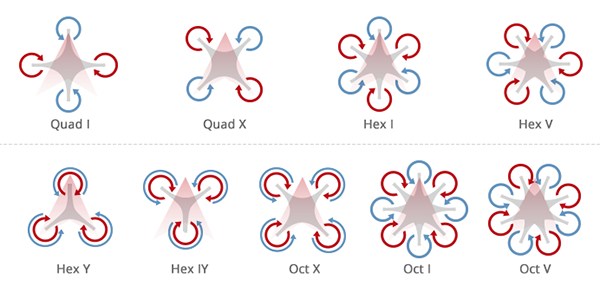 Quad I
Quad X
Hex I
Hex V
Hex Y
Hex IY
Oct X
Oct I
Oct V